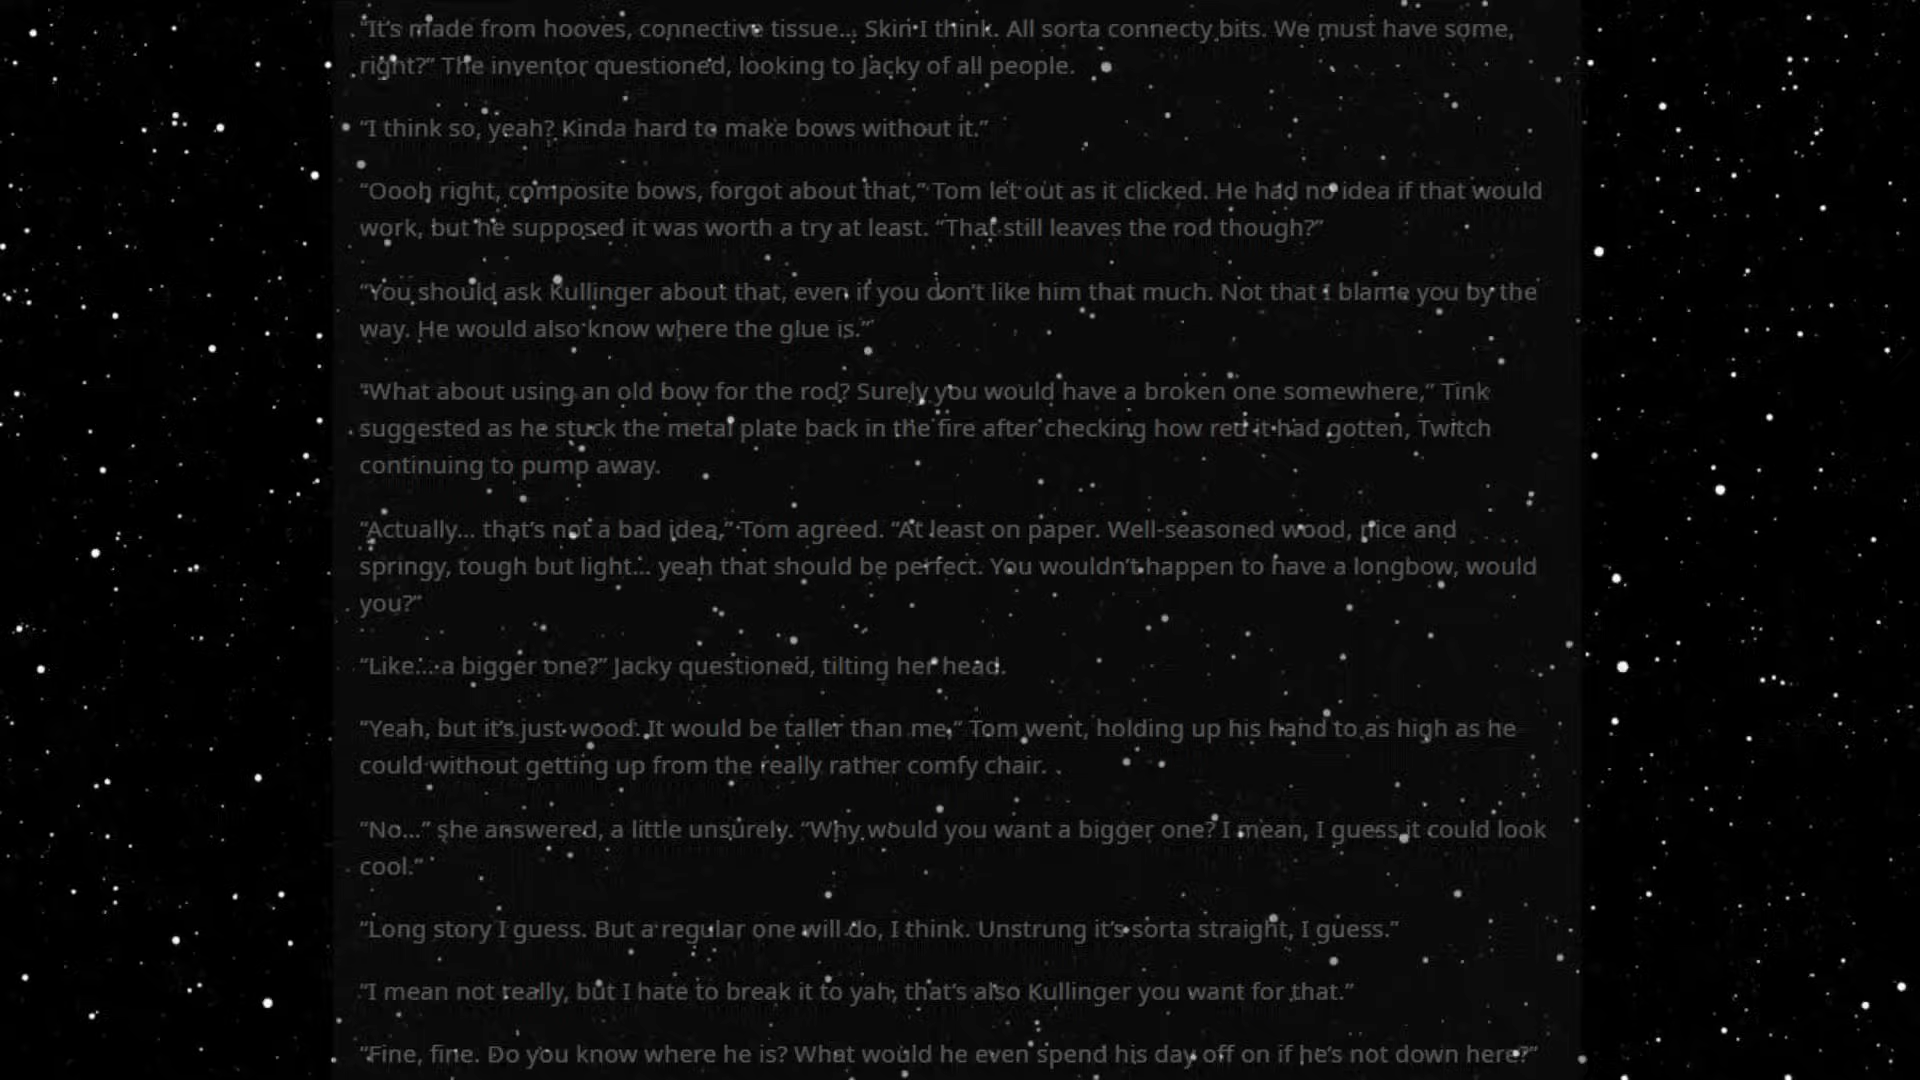 “It’s made from hooves, connective tissue… Skin I think. All sorta connecty bits. We must have some,
right?” The inventor questioned, looking to Jacky of all people.
“I think so, yeah? Kinda hard to make bows without it.”
“Oooh right, composite bows, forgot about that,” Tom let out as it clicked. He had no idea if that would
work, but he supposed it was worth a try at least. “That still leaves the rod though?”
“You should ask Kullinger about that, even if you don’t like him that much. Not that I blame you by the
way. He would also know where the glue is.”
“What about using an old bow for the rod? Surely you would have a broken one somewhere,” Tink
suggested as he stuck the metal plate back in the fire after checking how red it had gotten, Twitch
continuing to pump away.
“Actually… that’s not a bad idea,” Tom agreed. “At least on paper. Well-seasoned wood, nice and
springy, tough but light… yeah that should be perfect. You wouldn’t happen to have a longbow, would
you?”
“Like… a bigger one?” Jacky questioned, tilting her head.
“Yeah, but it’s just wood. It would be taller than me,” Tom went, holding up his hand to as high as he
could without getting up from the really rather comfy chair.
“No…” she answered, a little unsurely. “Why would you want a bigger one? I mean, I guess it could look
cool.”
“Long story I guess. But a regular one will do, I think. Unstrung it’s sorta straight, I guess.”
“I mean not really, but I hate to break it to yah, that’s also Kullinger you want for that.”
“Fine, fine. Do you know where he is? What would he even spend his day off on if he’s not down here?”